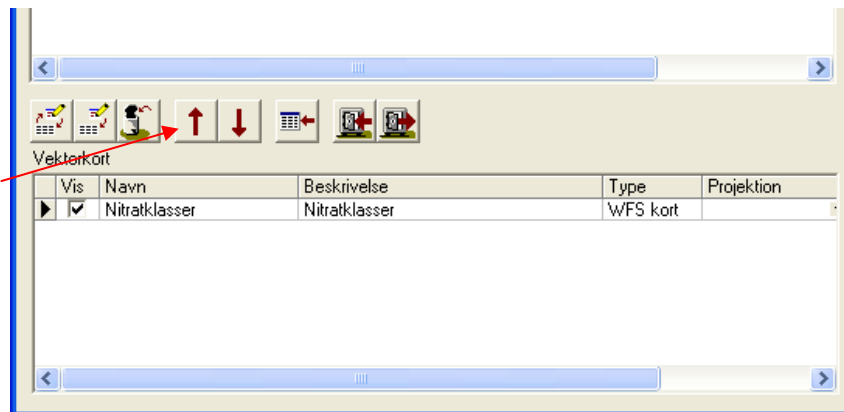 Vektorkort
Vis Navn Beskrivelse Type Projektion
Nitratklasser Nitratklasser WFS kort